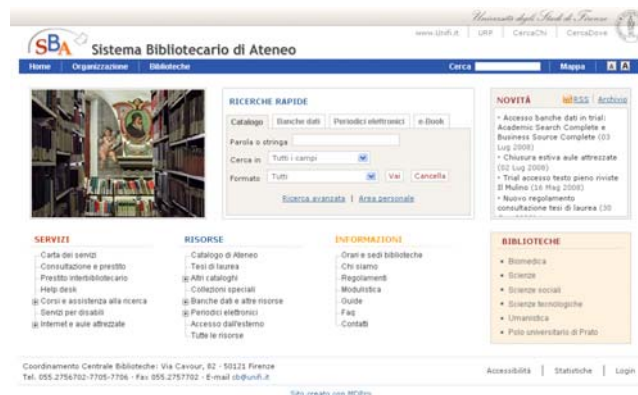 Università degli Studi di Firenze
www.Unifi.it | URP | CercaChi | CercaDove
SBA Sistema Bibliotecario di Ateneo
Home Organizzazione Biblioteche Cerca Mappa A A
RICERCHE RAPIDE
Catalogo Banche dati Periodici elettronici e-Book
Parola o stringa
Cerca in Tutti i campi
Formato Tutti Vai Cancella
Ricerca avanzata | Area personale
NOVITÀ RSS | Archivio
Accesso banche dati in trial:
Academic Search Complete e
Business Source Complete (03
Lug 2008)
Chiusura estiva aule attrezzate
(02 Lug 2008)
Trial accesso testo pieno riviste
Il Mulino (16 Mag 2008)
Nuovo regolamento
consultazione tesi di laurea (30
SERVIZI
Carta dei servizi
Consultazione e prestito
Prestito interbibliotecario
Help desk
Corsi e assistenza alla ricerca
Servizi per disabili
Internet e aule attrezzate
RISORSE
Catalogo di Ateneo
Tesi di laurea
Altri cataloghi
Collezioni speciali
Banche dati e altre risorse
Periodici elettronici
Accesso dall'esterno
Tutte le risorse
INFORMAZIONI
Orari e sedi biblioteche
Chi siamo
Regolamenti
Modulistica
Guide
Faq
Contatti
BIBLIOTECHE
Biomedica
Scienze
Scienze sociali
Scienze tecnologiche
Umanistica
Polo universitario di Prato
Coordinamento Centrale Biblioteche: Via Cavour, 82 - 50121 Firenze
Tel. 055.2756702-7705-7706 - Fax 055.2757702 - E-mail cb@unifi.it
Accessibilità | Statistiche | Login
Sito creato con MDPro